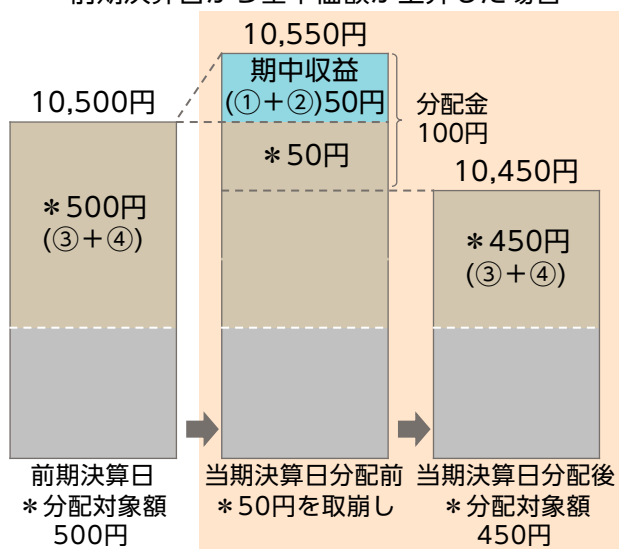 10,550円
期中収益
(①＋②)50円
分配金
100円
10,500円
＊50円
10,450円
＊500円
(③＋④)
＊450円
(③＋④)
前期決算日
＊分配対象額
500円
当期決算日分配前
＊50円を取崩し
当期決算日分配後
＊分配対象額
450円